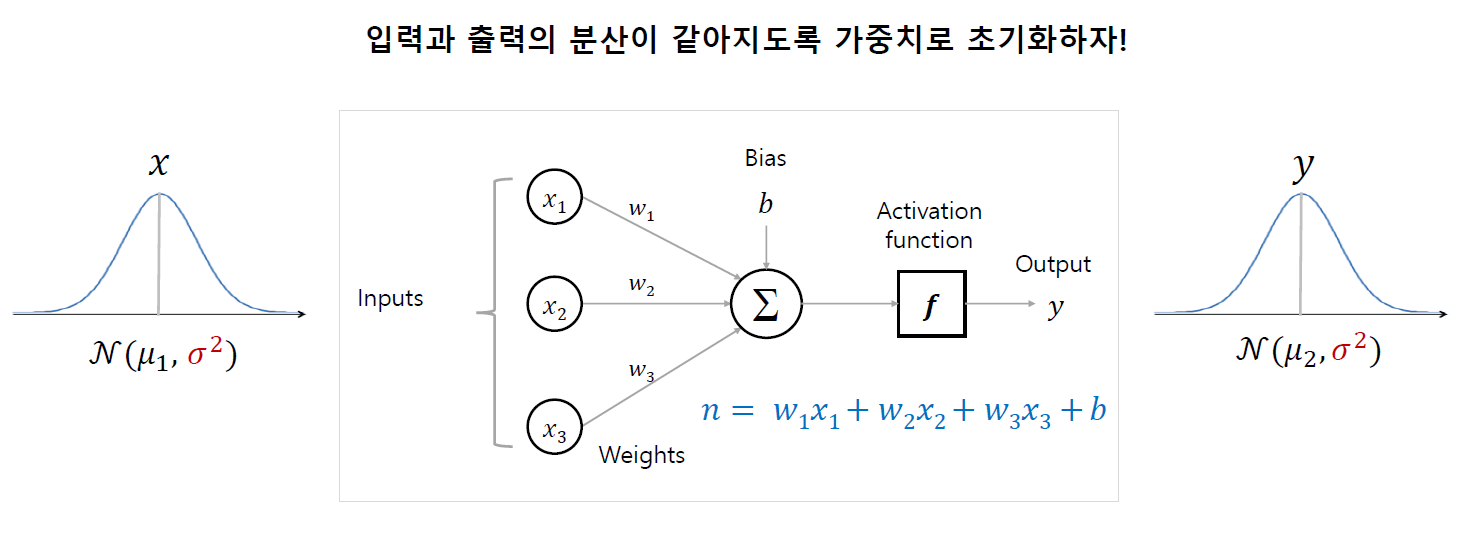 입력과 출력의 분산이 같아지도록 가중치로 초기화하자!
x
𝒩(μ₁, σ²)
Inputs
x₁
x₂
x₃
w₁
w₂
w₃
Weights
Bias
b
Σ
Activation
function
f
Output
y
n = w₁x₁ + w₂x₂ + w₃x₃ + b
y
𝒩(μ₂, σ²)